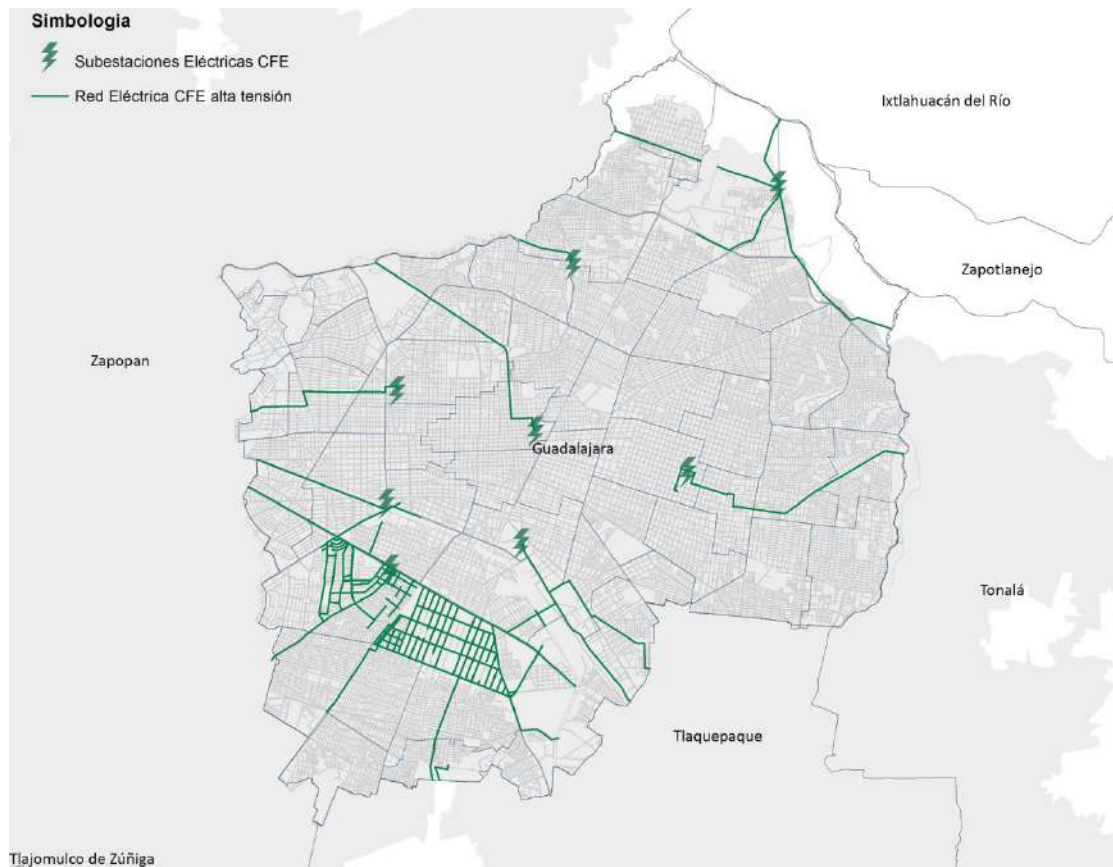 Simbologia
Subestaciones Eléctricas CFE
Red Eléctrica CFE alta tensión
Ixtlahuacán del Río
Zapotlanejo
Zapopan
Guadalajara
Tonalá
Tlaquepaque
Tlajomulco de Zúñiga